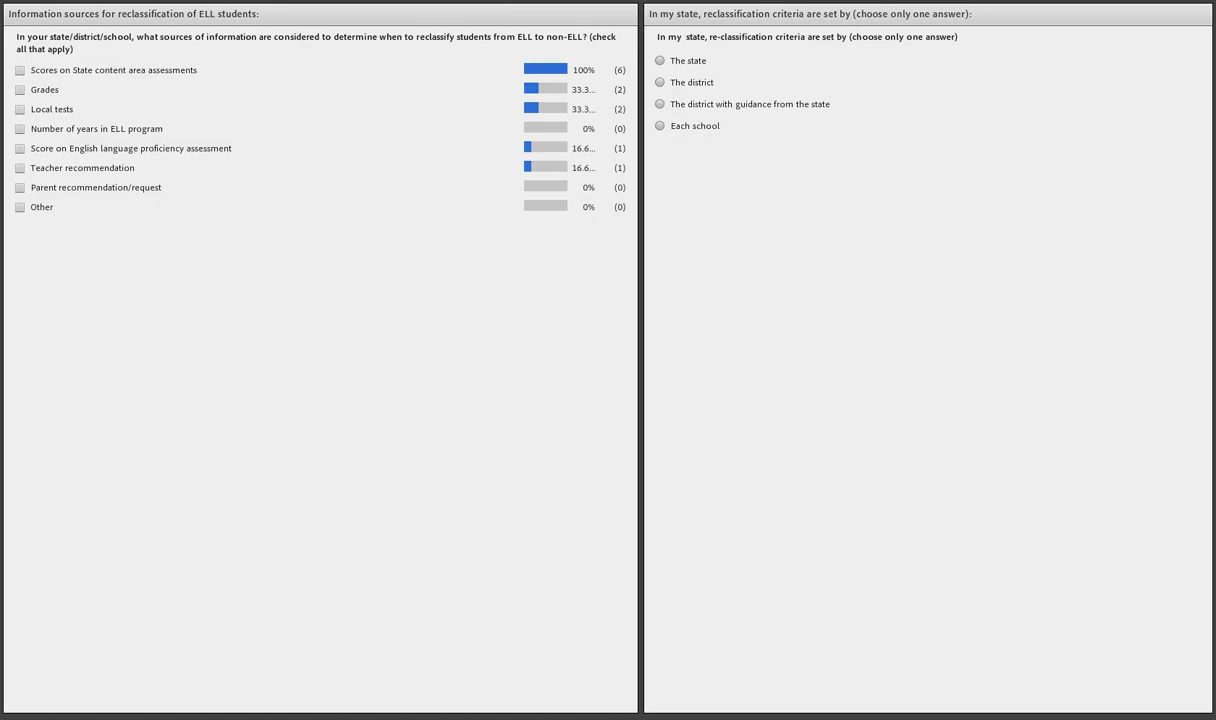 Information sources for reclassification of ELL students:
In your state/district/school, what sources of information are considered to determine when to reclassify students from ELL to non-ELL? (check
all that apply)
Scores on State content area assessments 100% (6)
Grades 33.3... (2)
Local tests 33.3... (2)
Number of years in ELL program 0% (0)
Score on English language proficiency assessment 16.6... (1)
Teacher recommendation 16.6... (1)
Parent recommendation/request 0% (0)
Other 0% (0)
In my state, reclassification criteria are set by (choose only one answer):
In my state, re-classification criteria are set by (choose only one answer)
The state
The district
The district with guidance from the state
Each school